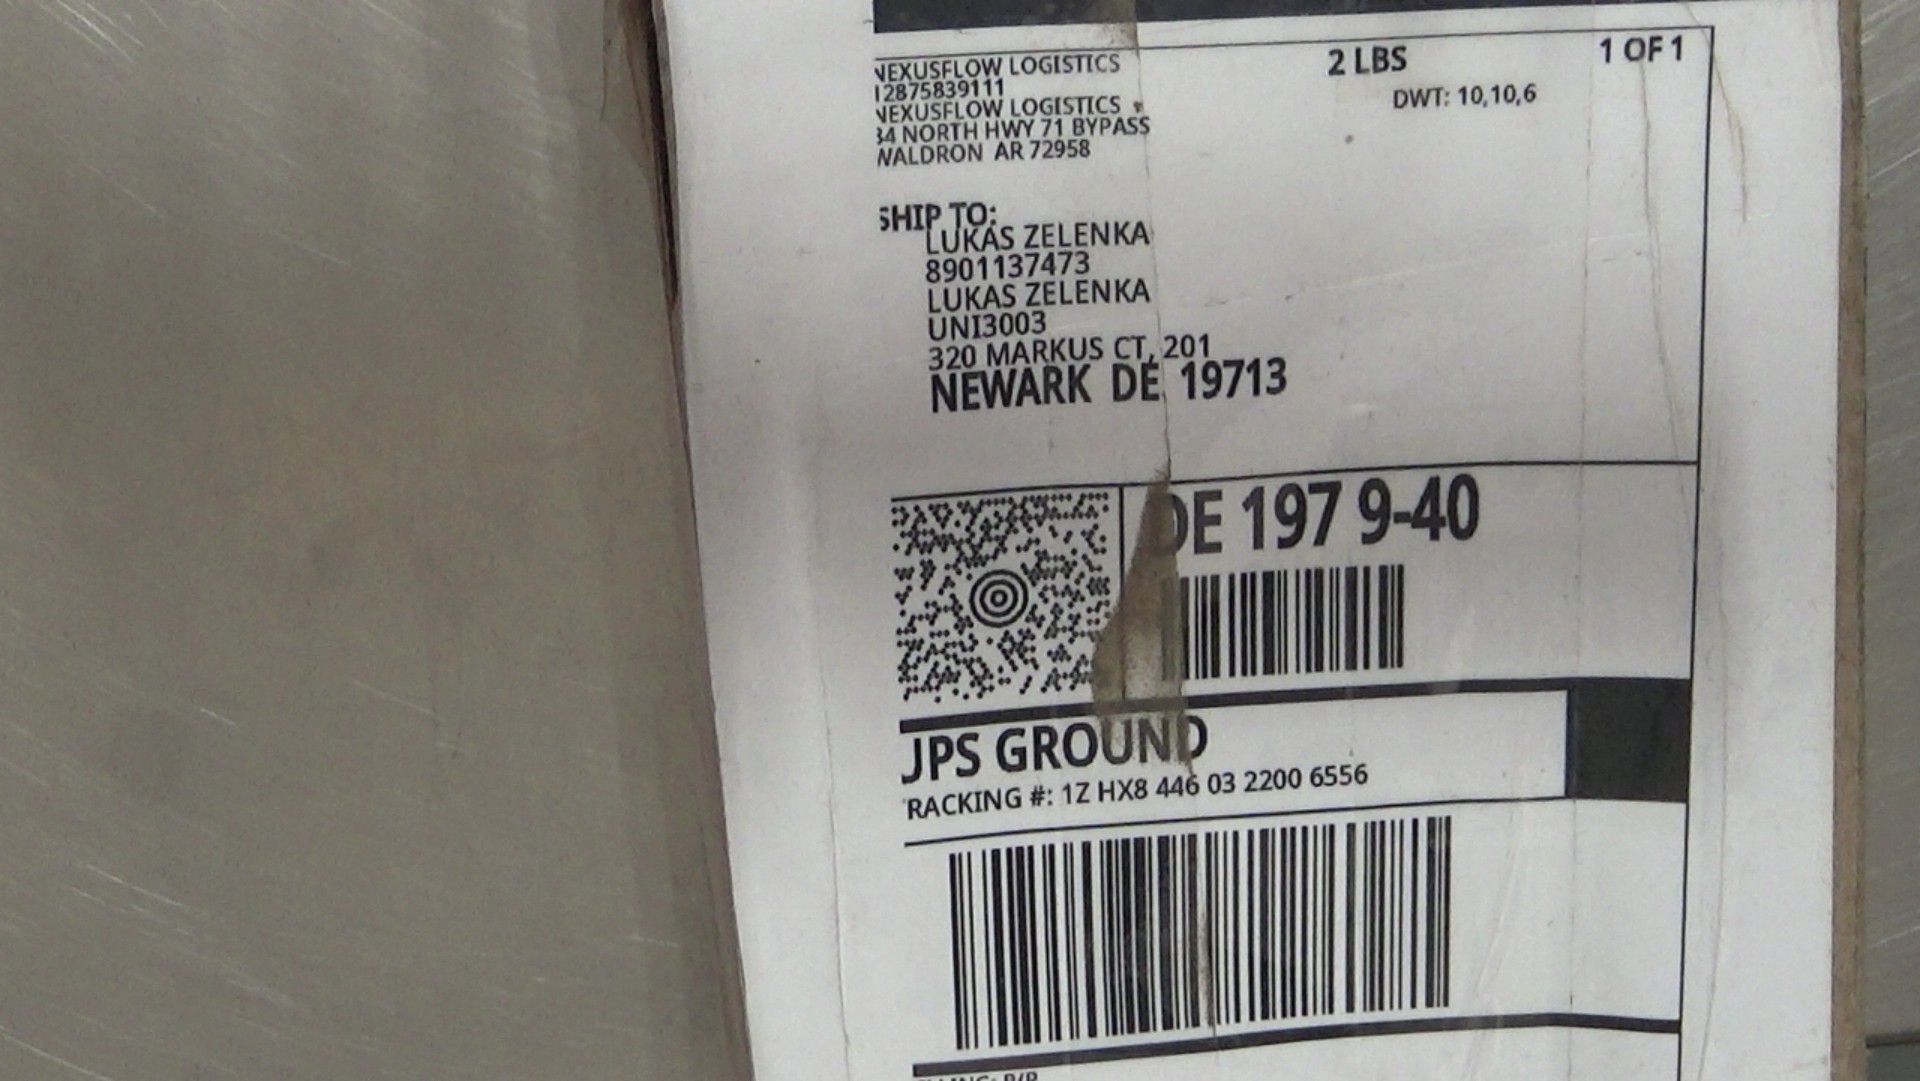 NEXUSFLOW LOGISTICS
12875839111
NEXUSFLOW LOGISTICS
34 NORTH HWY 71 BYPASS
WALDRON AR 72958
2 LBS
1 OF 1
DWT: 10,10,6
SHIP TO:
LUKAS ZELENKA
8901137473
LUKAS ZELENKA
UNI3003
320 MARKUS CT, 201
NEWARK DE 19713
DE 197 9-40
JPS GROUND
RACKING #: 1Z HX8 446 03 2200 6556